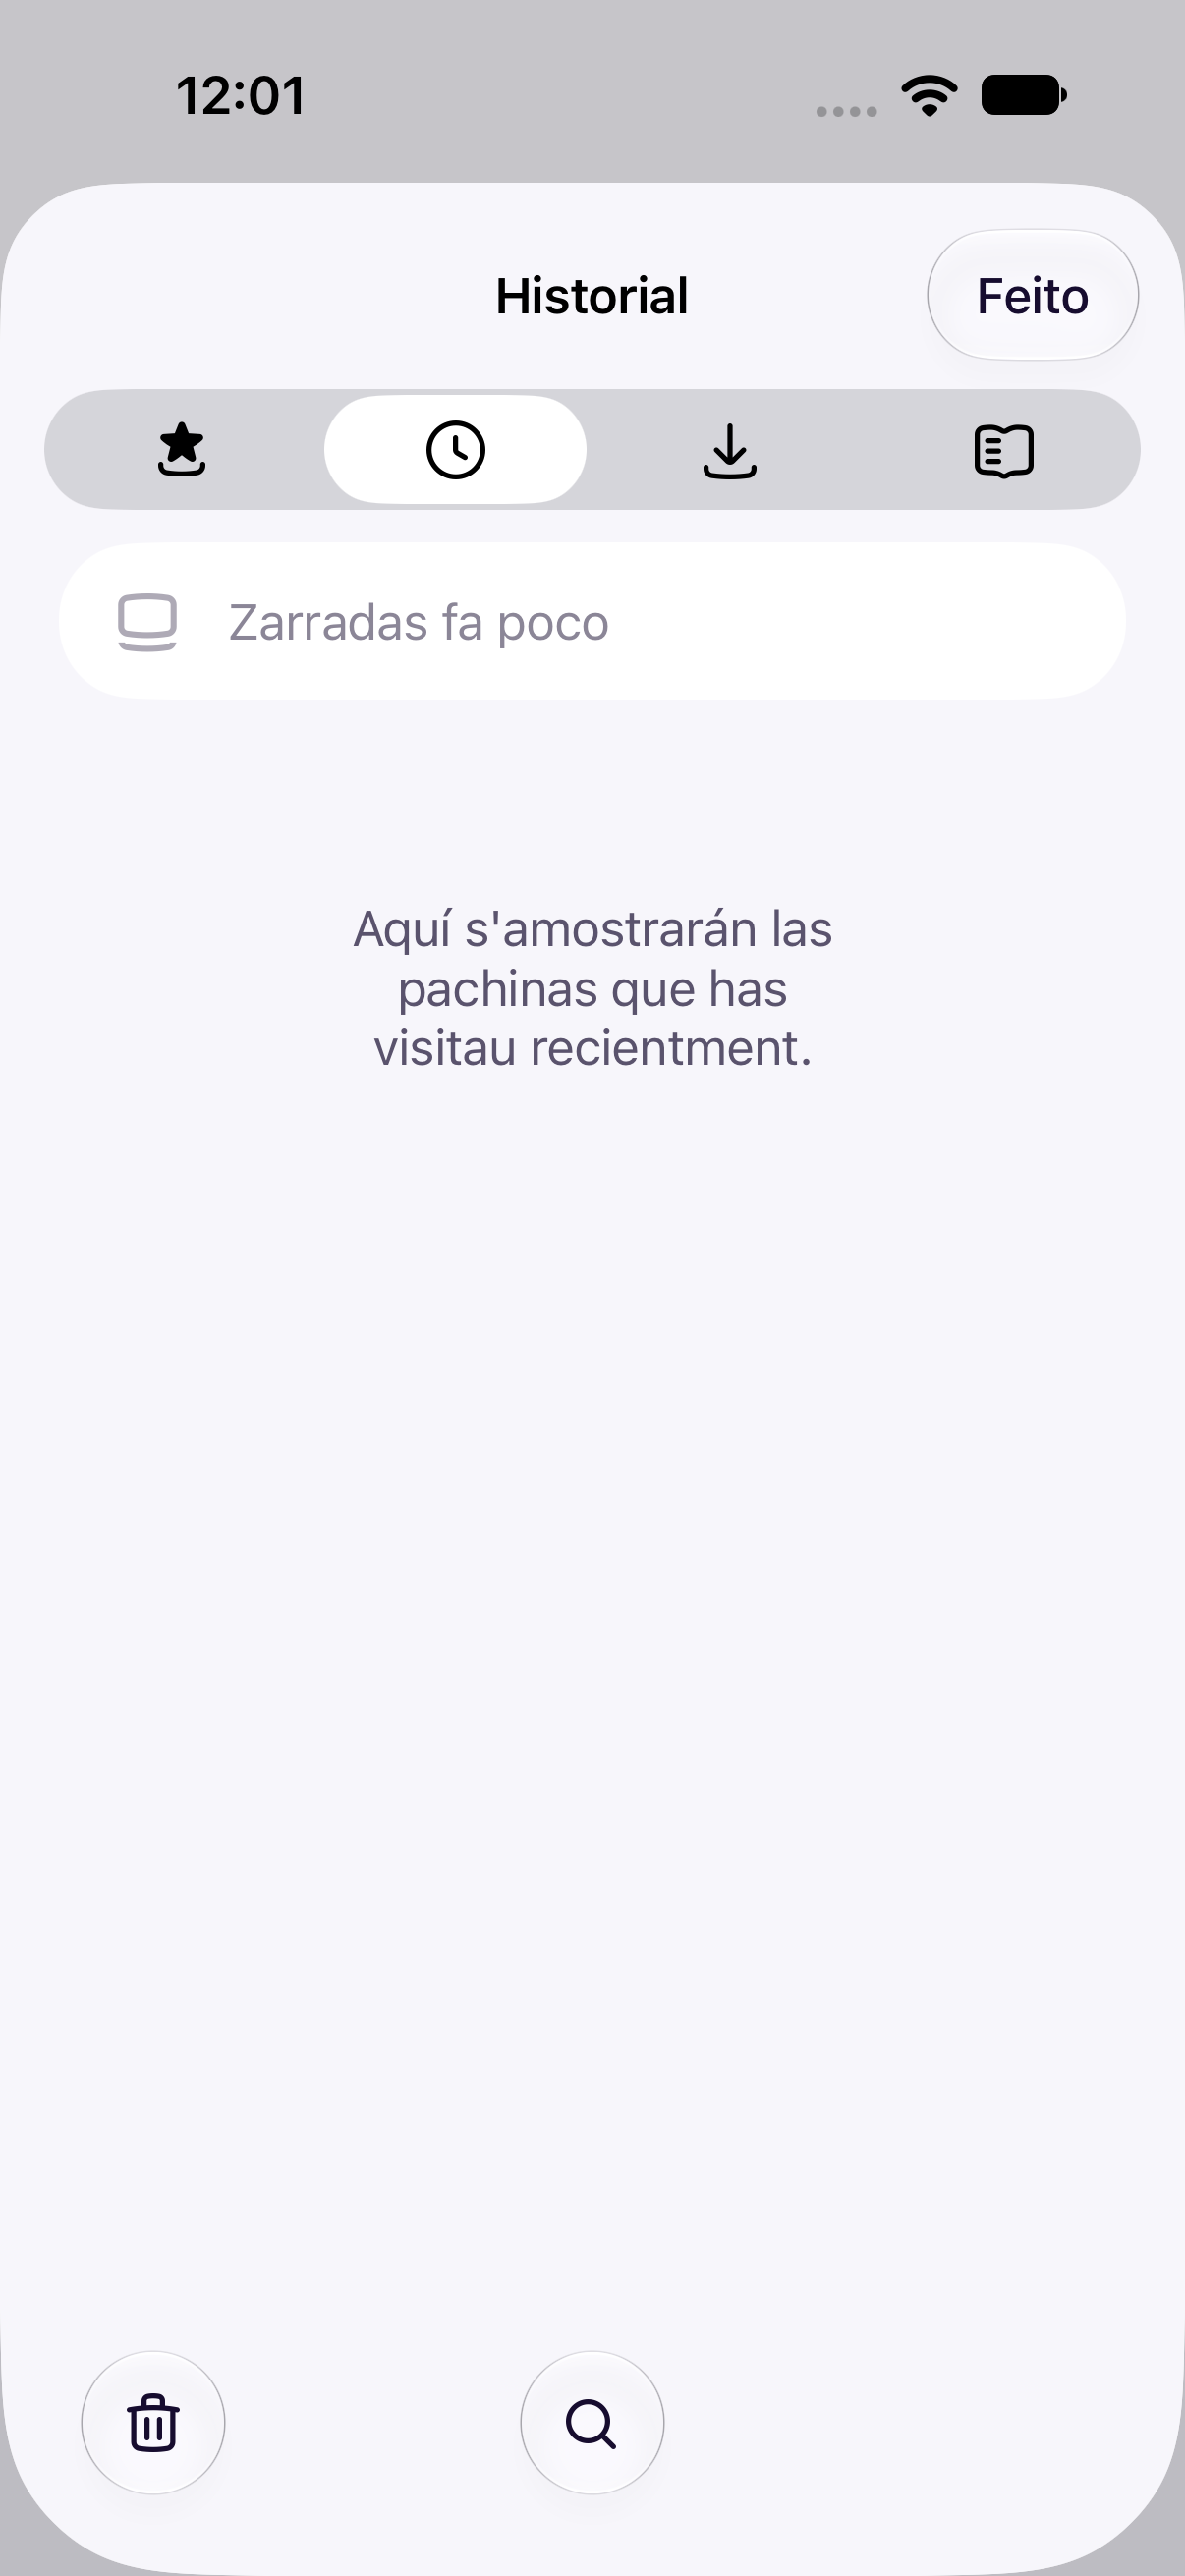 12:01
Historial
Feito
Zarradas fa poco
Aquí s'amostrarán las
pachinas que has
visitau recientment.